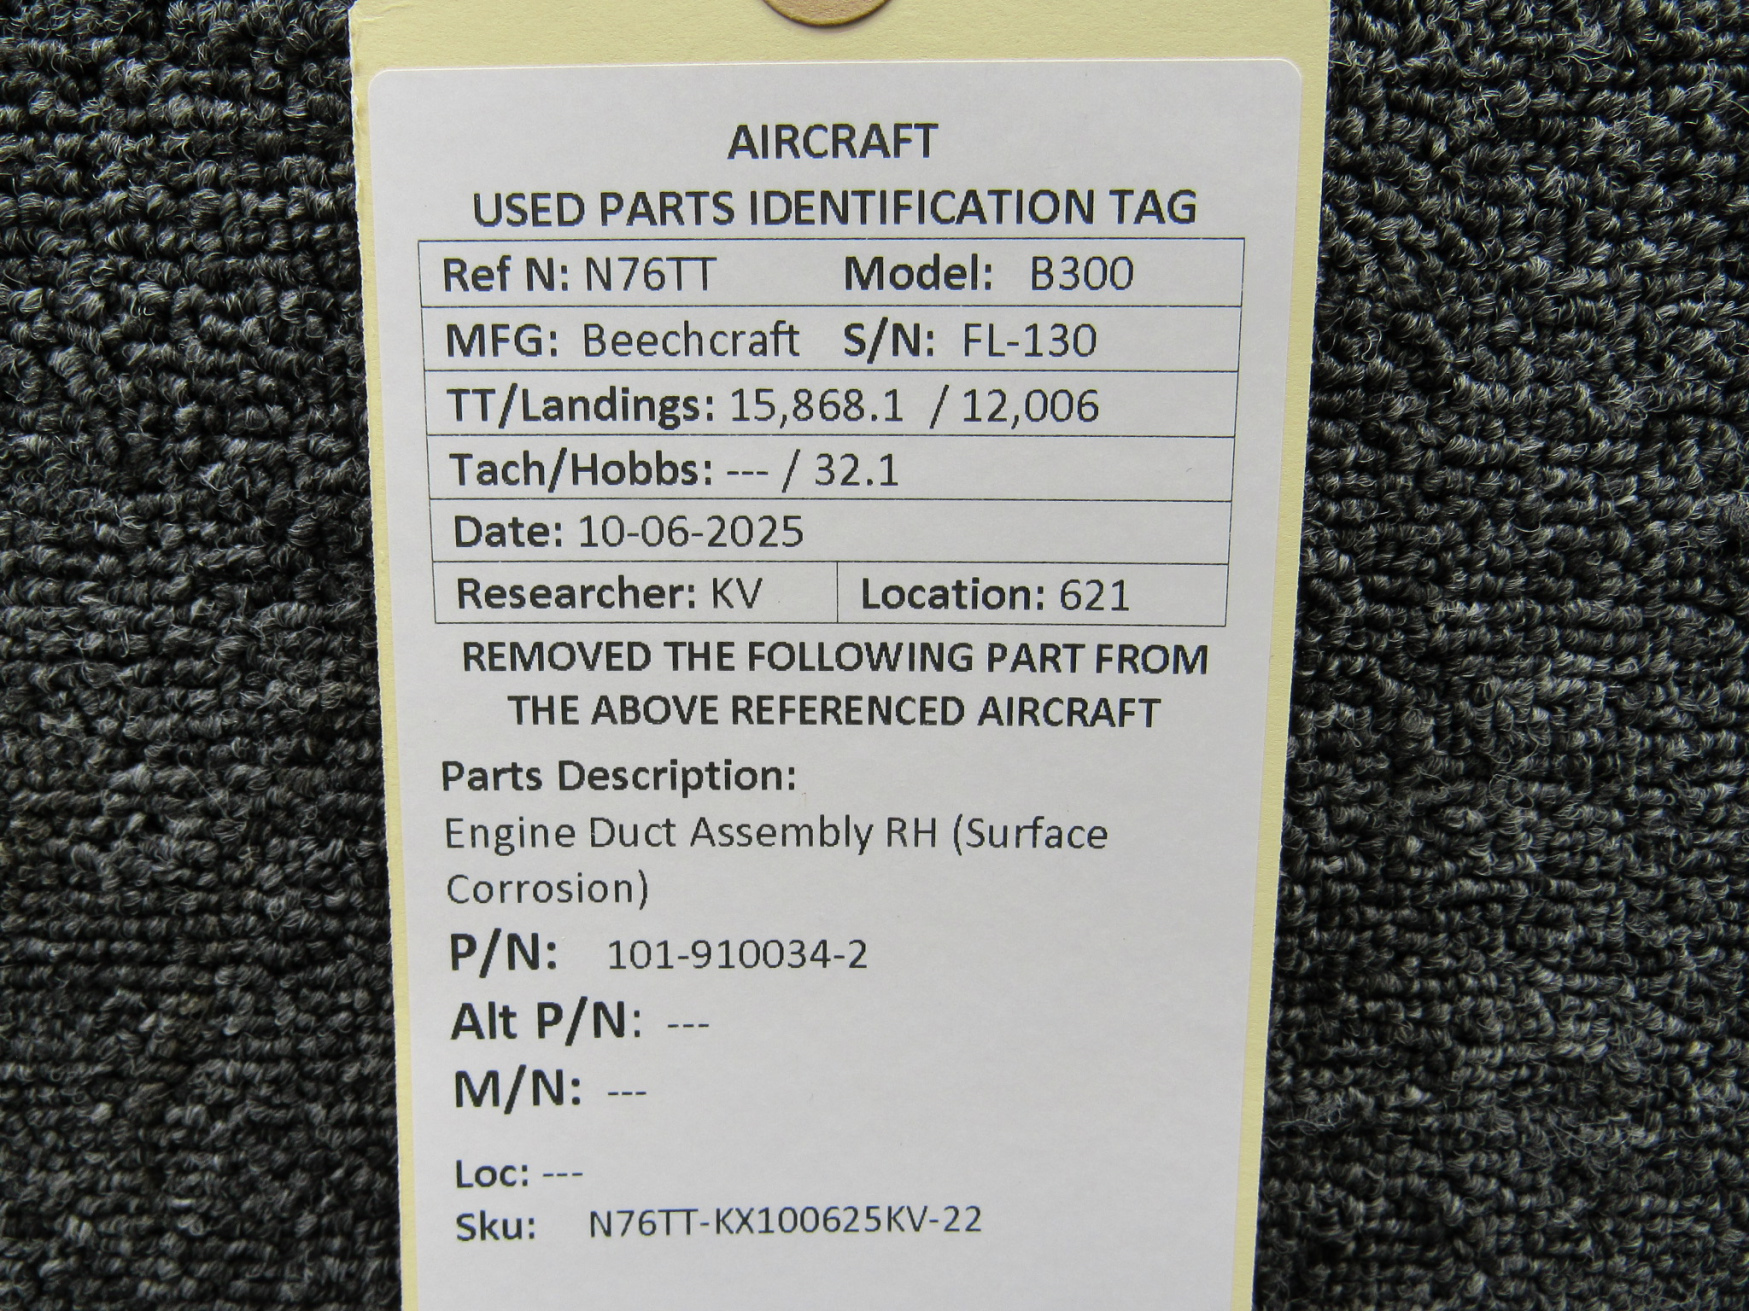 AIRCRAFT
USED PARTS IDENTIFICATION TAG
Ref N: N76TT Model: B300
MFG: Beechcraft S/N: FL-130
TT/Landings: 15,868.1 / 12,006
Tach/Hobbs: --- / 32.1
Date: 10-06-2025
Researcher: KV Location: 621
REMOVED THE FOLLOWING PART FROM
THE ABOVE REFERENCED AIRCRAFT
Parts Description:
Engine Duct Assembly RH (Surface
Corrosion)
P/N: 101-910034-2
Alt P/N: ---
M/N: ---
Loc: ---
Sku: N76TT-KX100625KV-22